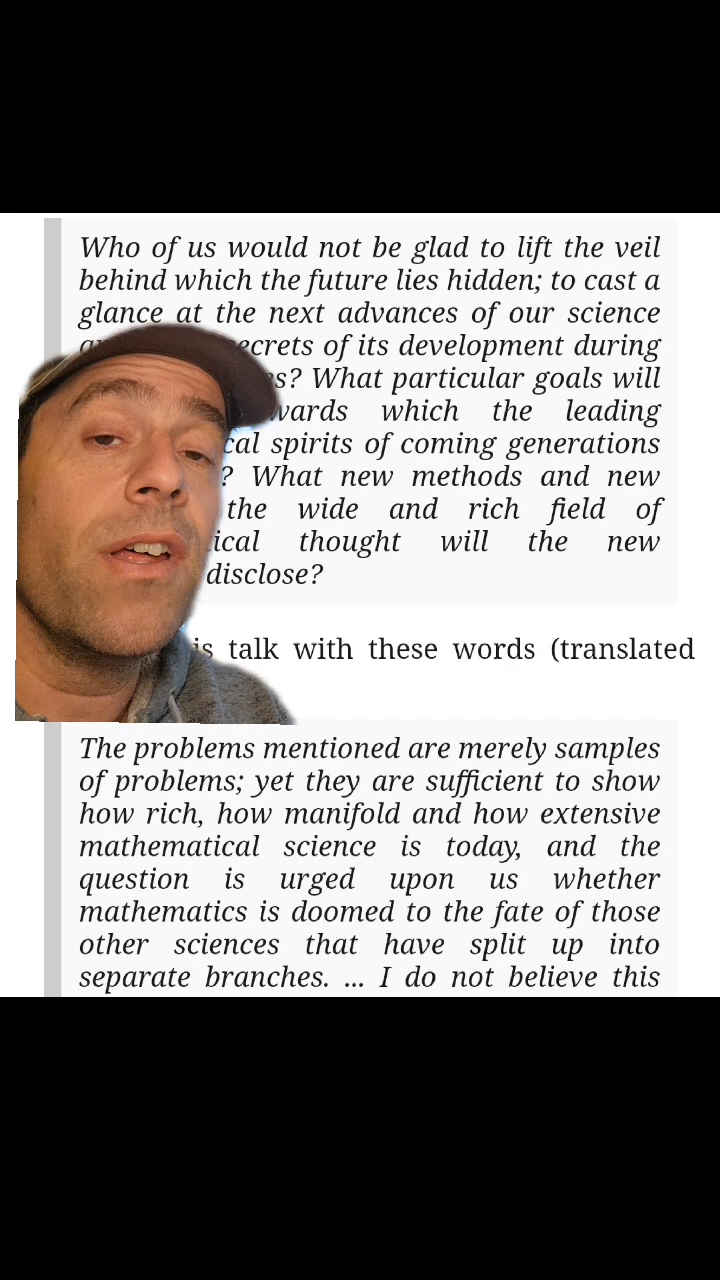 Who of us would not be glad to lift the veil
behind which the future lies hidden; to cast a
glance at the next advances of our science
secrets of its development during
? What particular goals will
which the leading
spirits of coming generations
? What new methods and new
the wide and rich field of
thought will the new
disclose?
talk with these words (translated
The problems mentioned are merely samples
of problems; yet they are sufficient to show
how rich, how manifold and how extensive
mathematical science is today, and the
question is urged upon us whether
mathematics is doomed to the fate of those
other sciences that have split up into
separate branches. ... I do not believe this